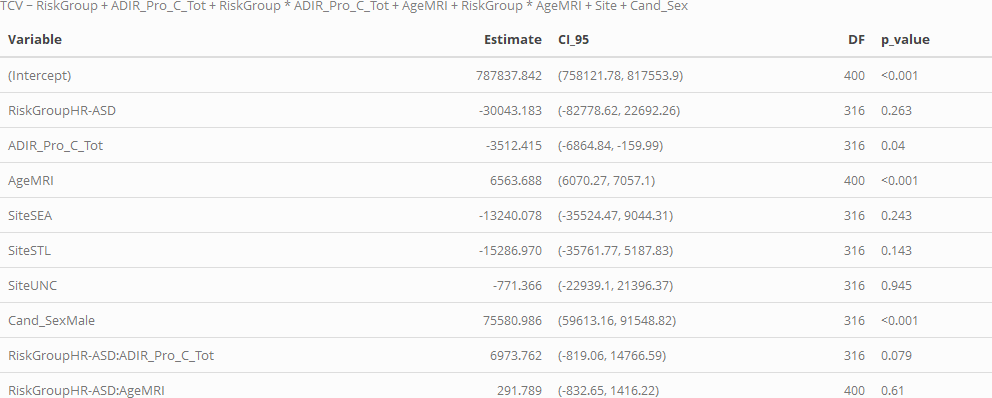 TCV ~ RiskGroup + ADIR_Pro_C_Tot + RiskGroup * ADIR_Pro_C_Tot + AgeMRI + RiskGroup * AgeMRI + Site + Cand_Sex
Variable Estimate CI_95 DF p_value
(Intercept) 787837.842 (758121.78, 817553.9) 400 <0.001
RiskGroupHR-ASD -30043.183 (-82778.62, 22692.26) 316 0.263
ADIR_Pro_C_Tot -3512.415 (-6864.84, -159.99) 316 0.04
AgeMRI 6563.688 (6070.27, 7057.1) 400 <0.001
SiteSEA -13240.078 (-35524.47, 9044.31) 316 0.243
SiteSTL -15286.970 (-35761.77, 5187.83) 316 0.143
SiteUNC -771.366 (-22939.1, 21396.37) 316 0.945
Cand_SexMale 75580.986 (59613.16, 91548.82) 316 <0.001
RiskGroupHR-ASD:ADIR_Pro_C_Tot 6973.762 (-819.06, 14766.59) 316 0.079
RiskGroupHR-ASD:AgeMRI 291.789 (-832.65, 1416.22) 400 0.61